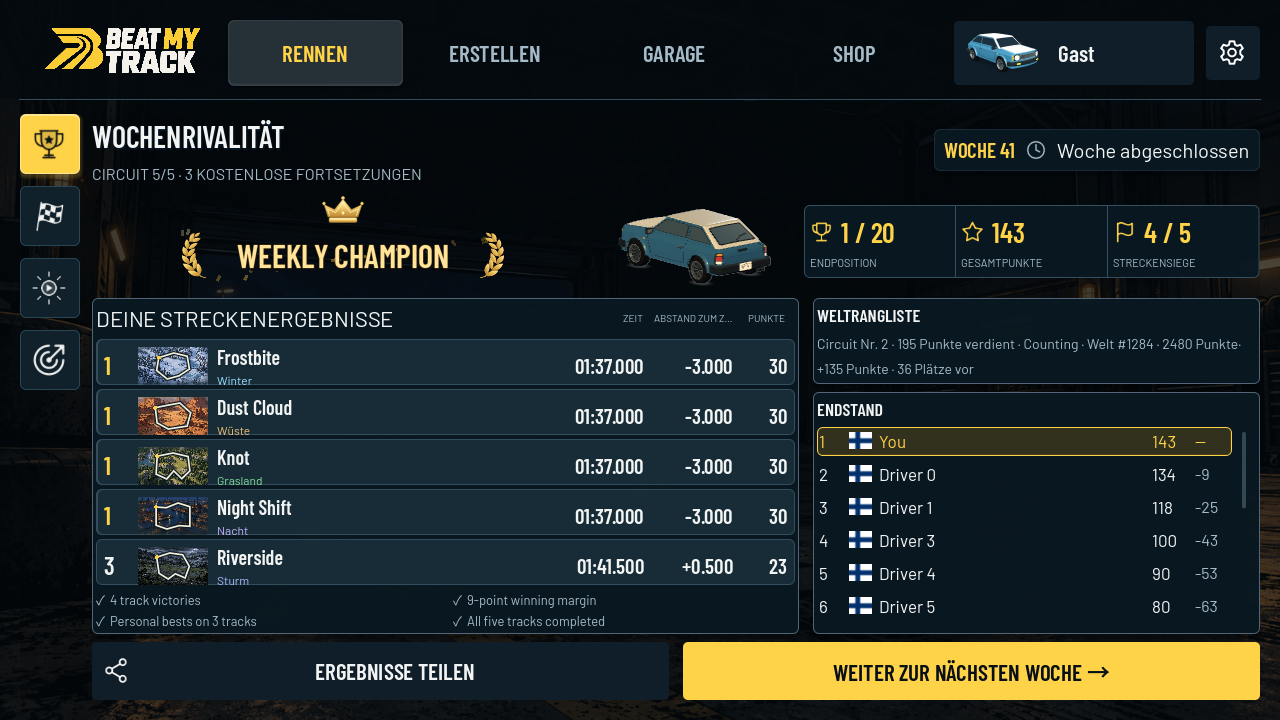 BEAT MY TRACK
RENNEN
ERSTELLEN
GARAGE
SHOP
Gast
WOCHENRIVALITÄT
CIRCUIT 5/5 · 3 KOSTENLOSE FORTSETZUNGEN
WOCHE 41 Woche abgeschlossen
WEEKLY CHAMPION
1 / 20
ENDPOSITION
143
GESAMTPUNKTE
4 / 5
STRECKENSIEGE
DEINE STRECKENERGEBNISSE ZEIT ABSTAND ZUM Z... PUNKTE
1 Frostbite 01:37.000 -3.000 30
Winter
1 Dust Cloud 01:37.000 -3.000 30
Wüste
1 Knot 01:37.000 -3.000 30
Grasland
1 Night Shift 01:37.000 -3.000 30
Nacht
3 Riverside 01:41.500 +0.500 23
Sturm
✓ 4 track victories ✓ 9-point winning margin
✓ Personal bests on 3 tracks ✓ All five tracks completed
WELTRANGLISTE
Circuit Nr. 2 · 195 Punkte verdient · Counting · Welt #1284 · 2480 Punkte·
+135 Punkte · 36 Plätze vor
ENDSTAND
1 You 143 —
2 Driver 0 134 -9
3 Driver 1 118 -25
4 Driver 3 100 -43
5 Driver 4 90 -53
6 Driver 5 80 -63
ERGEBNISSE TEILEN
WEITER ZUR NÄCHSTEN WOCHE →